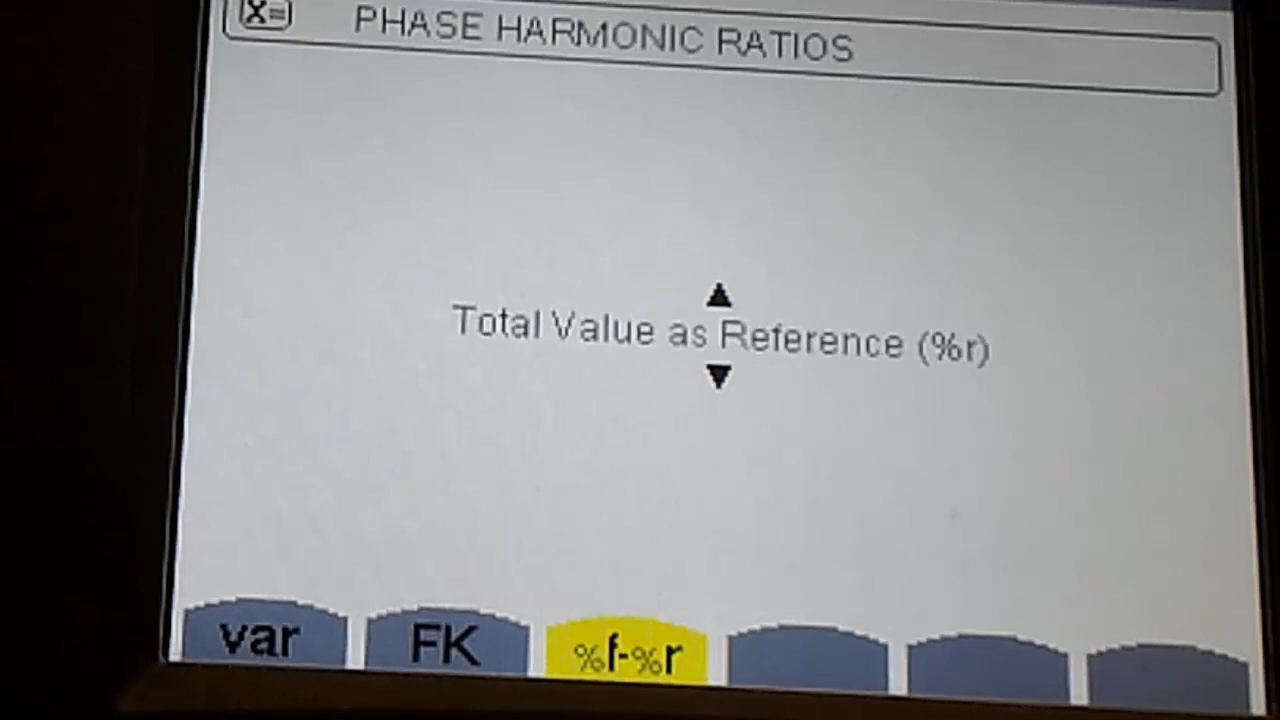 X= PHASE HARMONIC RATIOS
▲
Total Value as Reference (%r)
▼
var FK %f-%r